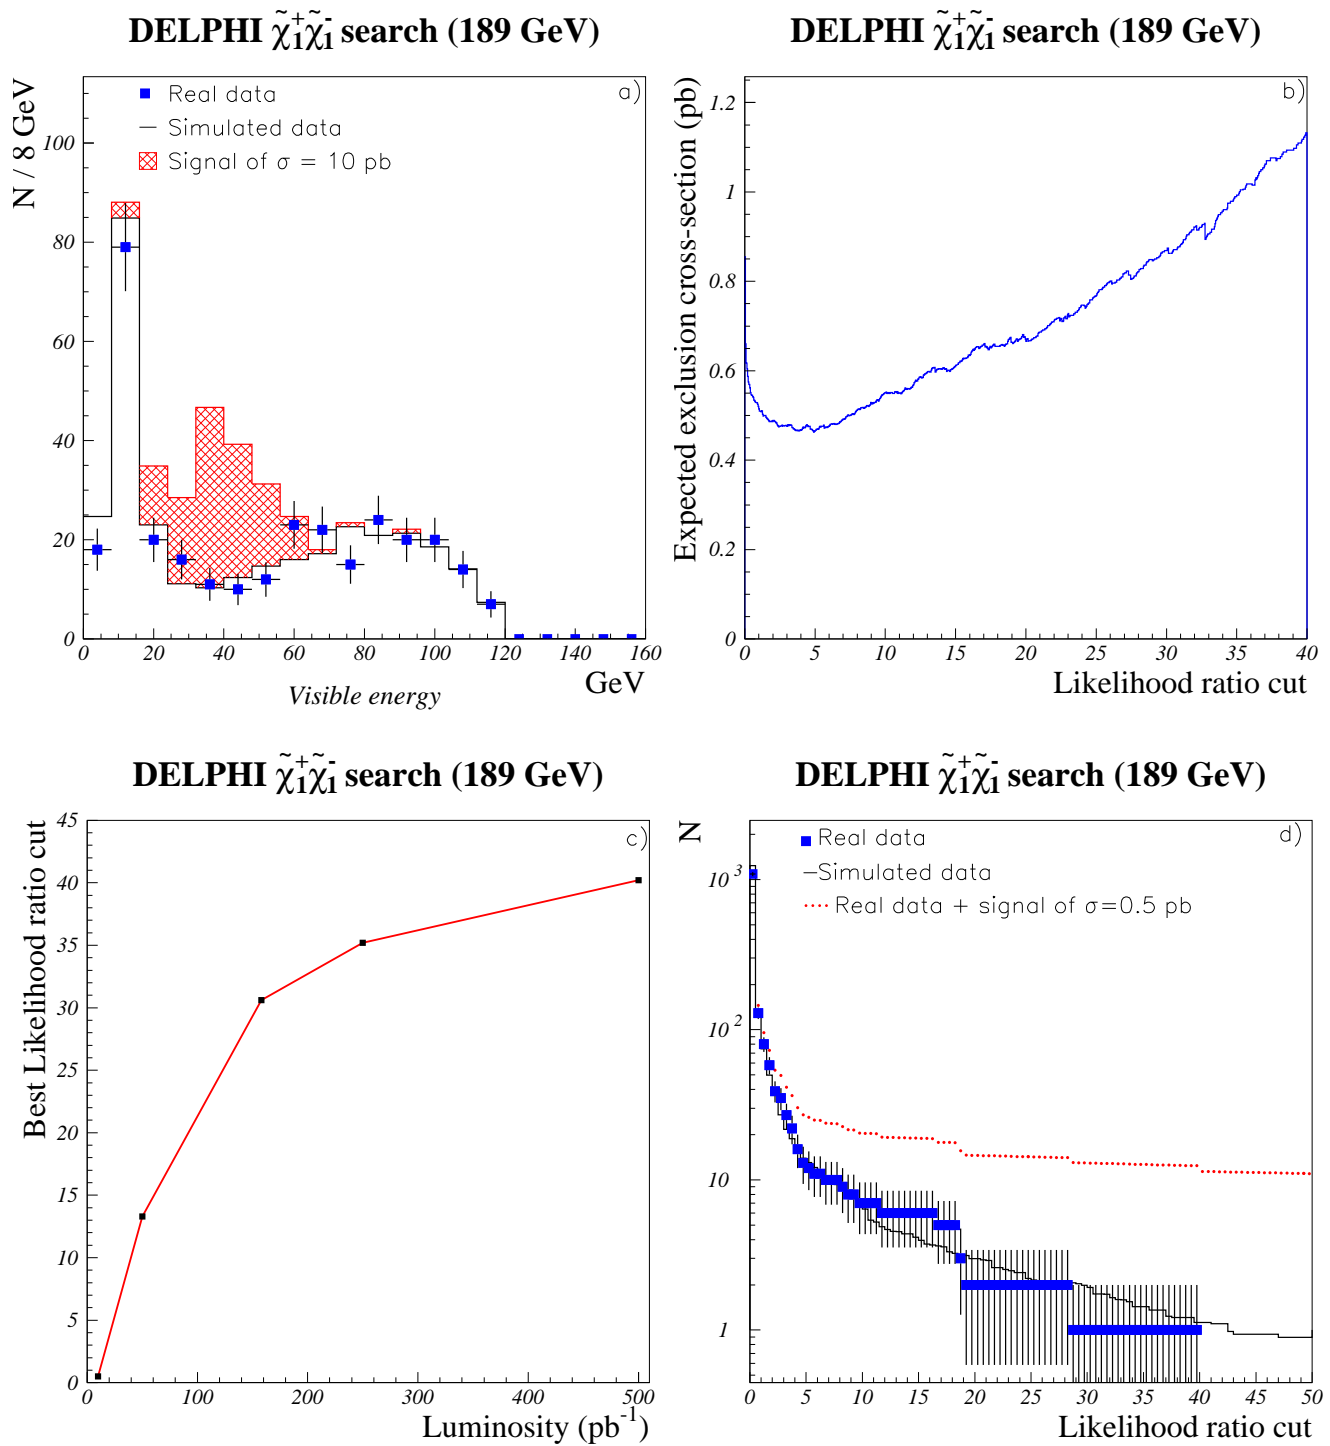 DELPHI χ̃₁⁺χ̃₁⁻ search (189 GeV)
N / 8 GeV
a)
Real data
Simulated data
Signal of σ = 10 pb
100
80
60
40
20
0
0 20 40 60 80 100 120 140 160
Visible energy
GeV
DELPHI χ̃₁⁺χ̃₁⁻ search (189 GeV)
Expected exclusion cross-section (pb)
b)
1.2
1
0.8
0.6
0.4
0.2
0
0 5 10 15 20 25 30 35 40
Likelihood ratio cut
DELPHI χ̃₁⁺χ̃₁⁻ search (189 GeV)
Best Likelihood ratio cut
c)
45
40
35
30
25
20
15
10
5
0
0 100 200 300 400 500
Luminosity (pb⁻¹)
DELPHI χ̃₁⁺χ̃₁⁻ search (189 GeV)
N
d)
Real data
Simulated data
Real data + signal of σ=0.5 pb
10³
10²
10
1
0 5 10 15 20 25 30 35 40 45 50
Likelihood ratio cut